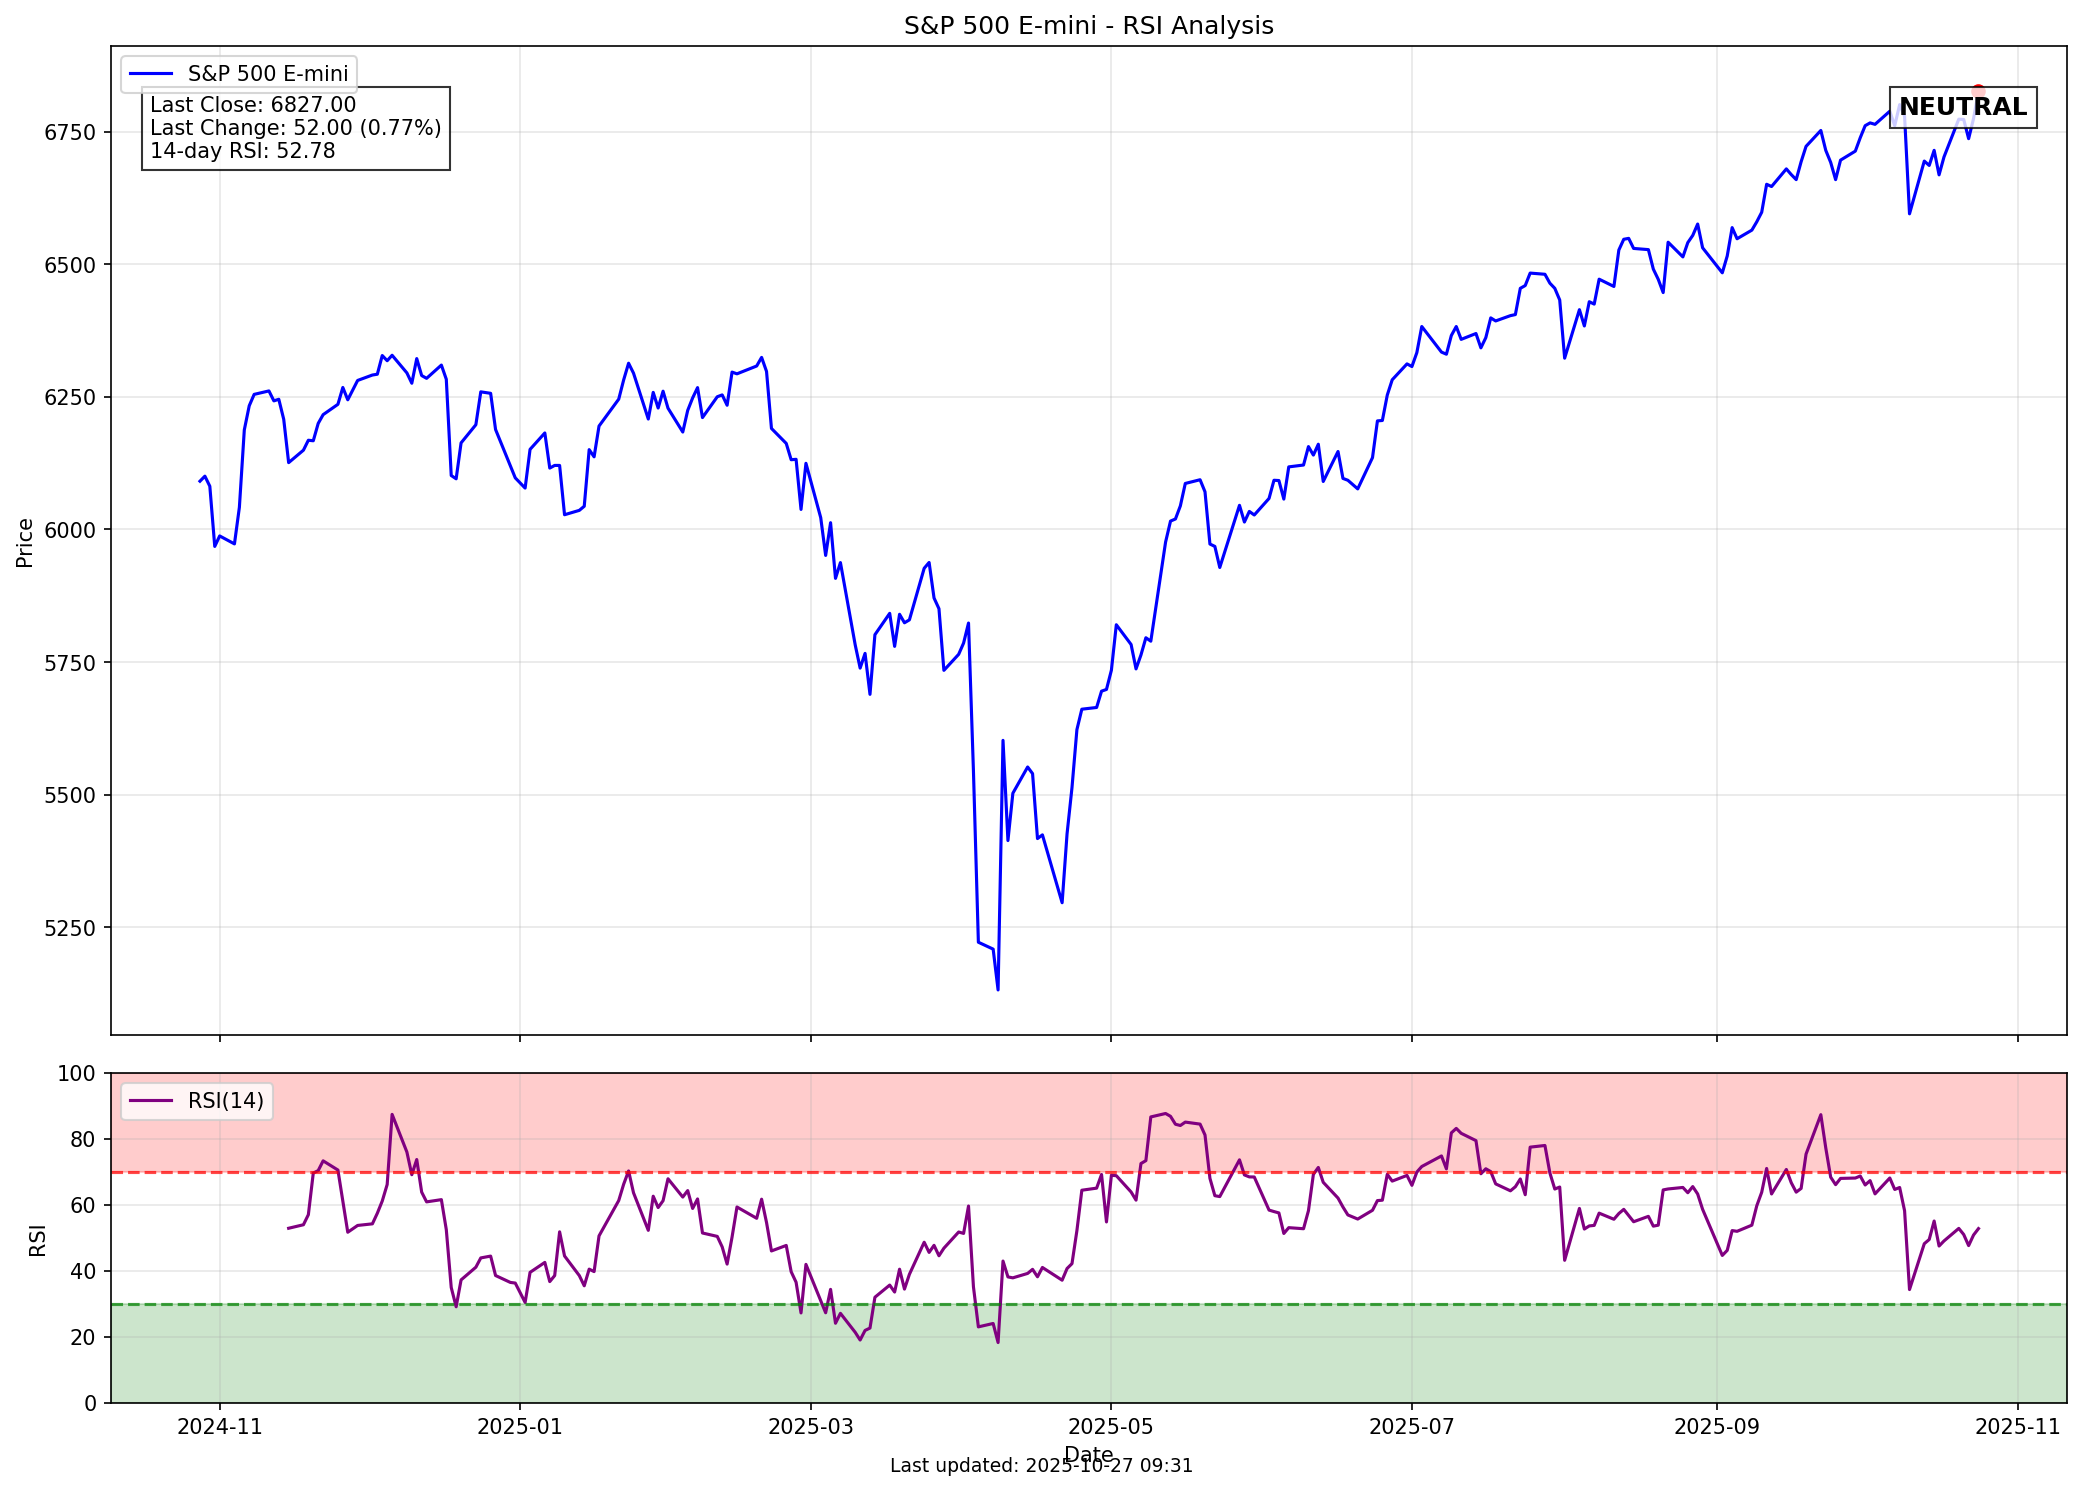 S&P 500 E-mini - RSI Analysis
S&P 500 E-mini
Last Close: 6827.00
Last Change: 52.00 (0.77%)
14-day RSI: 52.78
NEUTRAL
Price
6750
6500
6250
6000
5750
5500
5250
RSI(14)
RSI
100
80
60
40
20
0
2024-11
2025-01
2025-03
2025-05
2025-07
2025-09
2025-11
Date
Last updated: 2025-10-27 09:31